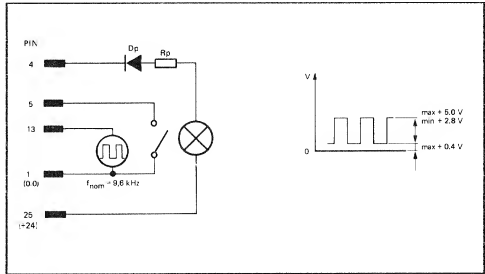 PIN
Dp
Rp
4
5
13
1
(0.0)
fnom = 9,6 kHz
25
(+24)
V
max + 5.0 V
min + 2.8 V
max + 0.4 V
0